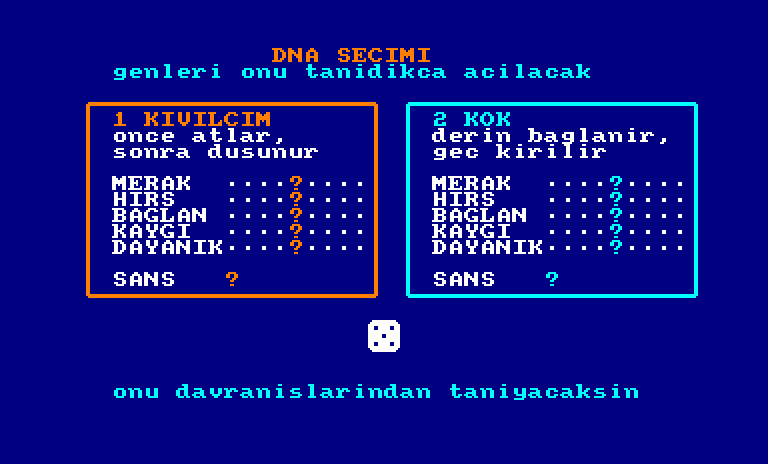 DNA SECIMI
genleri onu tanidikca acilacak
1 KIVILCIM
once atlar,
sonra dusunur
MERAK ....?....
HIRS ....?....
BAGLAN ....?....
KAYGI ....?....
DAYANIK....?....
SANS ?
2 KOK
derin baglanir,
gec kirilir
MERAK ....?....
HIRS ....?....
BAGLAN ....?....
KAYGI ....?....
DAYANIK....?....
SANS ?
onu davranislarindan taniyacaksin